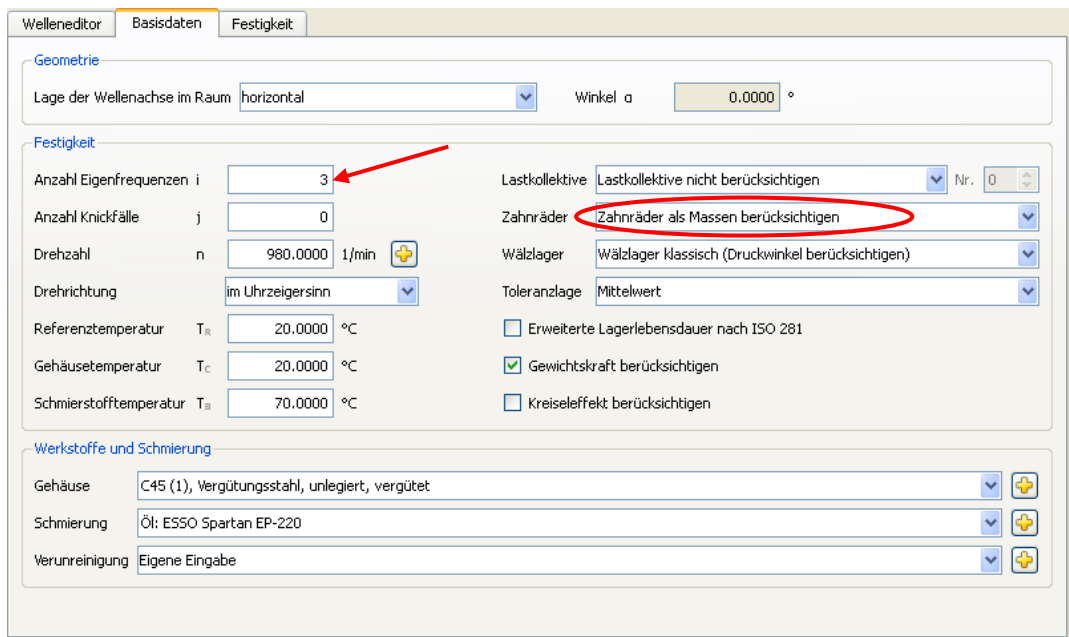 Welleneditor Basisdaten Festigkeit
Geometrie
Lage der Wellenachse im Raum horizontal Winkel α 0.0000 °
Festigkeit
Anzahl Eigenfrequenzen i 3 Lastkollektive Lastkollektive nicht berücksichtigen Nr. 0
Anzahl Knickfälle j 0 Zahnräder Zahnräder als Massen berücksichtigen
Drehzahl n 980.0000 1/min Wälzlager Wälzlager klassisch (Druckwinkel berücksichtigen)
Drehrichtung im Uhrzeigersinn Toleranzlage Mittelwert
Referenztemperatur TR 20.0000 °C Erweiterte Lagerlebensdauer nach ISO 281
Gehäusetemperatur TC 20.0000 °C Gewichtskraft berücksichtigen
Schmierstofftemperatur TB 70.0000 °C Kreiseleffekt berücksichtigen
Werkstoffe und Schmierung
Gehäuse C45 (1), Vergütungsstahl, unlegiert, vergütet
Schmierung Öl: ESSO Spartan EP-220
Verunreinigung Eigene Eingabe